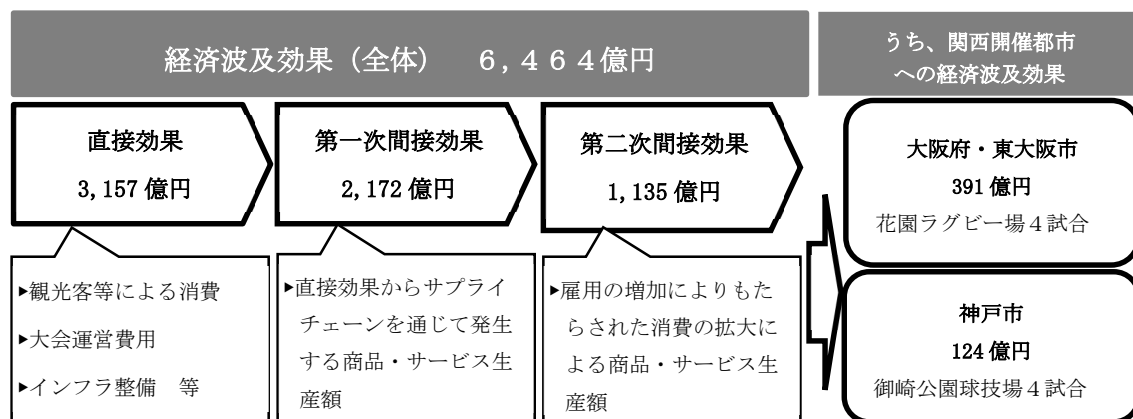 経済波及効果（全体）　６,４６４億円
うち、関西開催都市
への経済波及効果
直接効果
3,157 億円
第一次間接効果
2,172 億円
第二次間接効果
1,135 億円
▶観光客等による消費
▶大会運営費用
▶インフラ整備　等
▶直接効果からサプライ
チェーンを通じて発生
する商品・サービス生
産額
▶雇用の増加によりもた
らされた消費の拡大に
よる商品・サービス生
産額
大阪府・東大阪市
391 億円
花園ラグビー場４試合
神戸市
124 億円
御崎公園球技場４試合